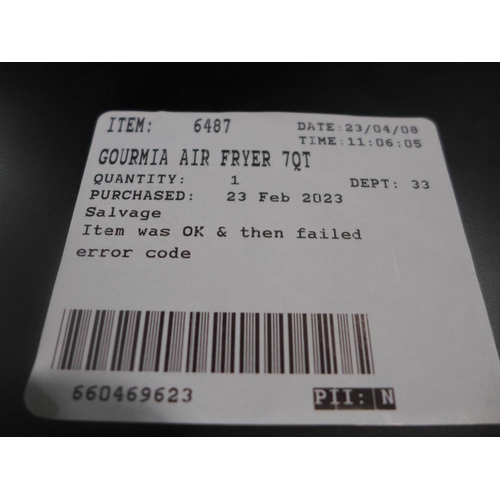 ITEM: 6487 DATE:23/04/08
TIME:11:06:05
GOURMIA AIR FRYER 7QT
QUANTITY: 1 DEPT: 33
PURCHASED: 23 Feb 2023
Salvage
Item was OK & then failed
error code
660469623 PII: N